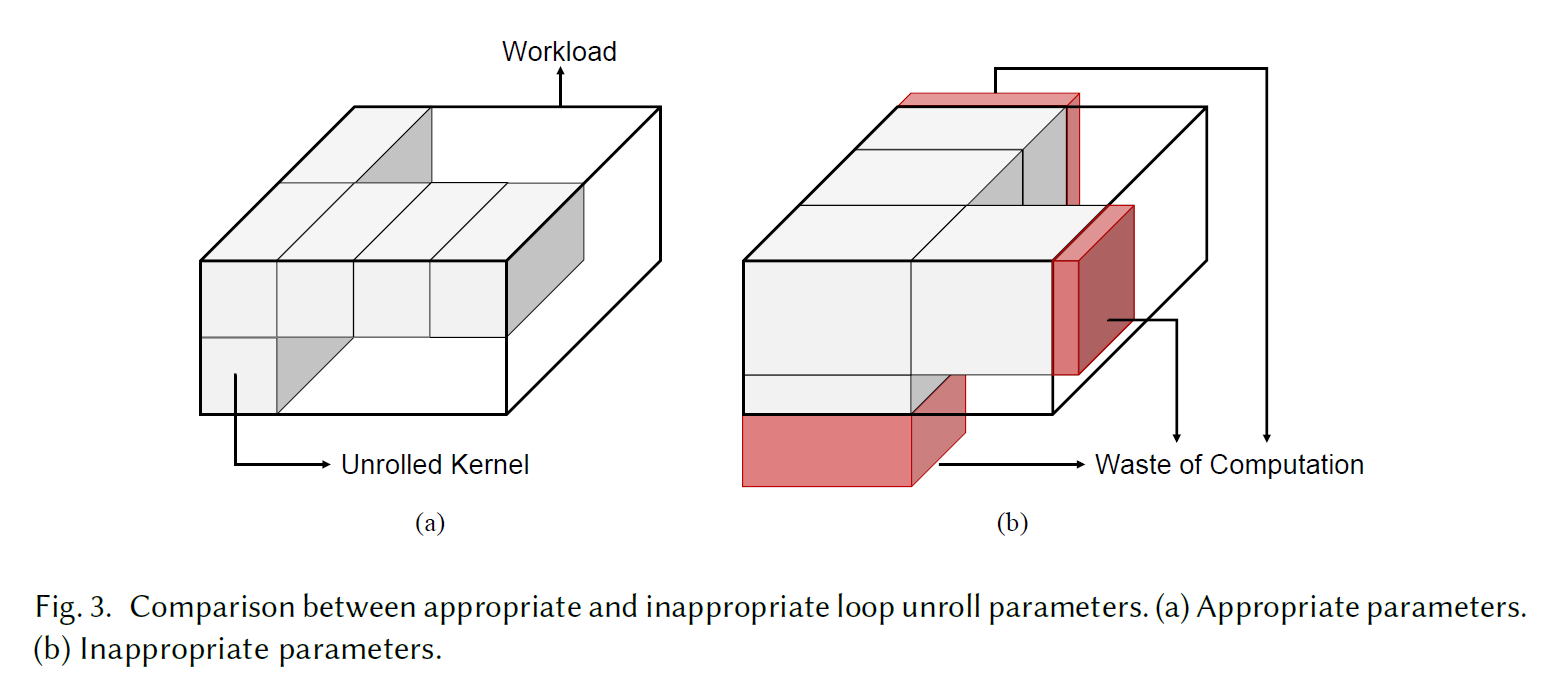 Workload
Unrolled Kernel
Waste of Computation
(a)
(b)
Fig. 3. Comparison between appropriate and inappropriate loop unroll parameters. (a) Appropriate parameters.
(b) Inappropriate parameters.